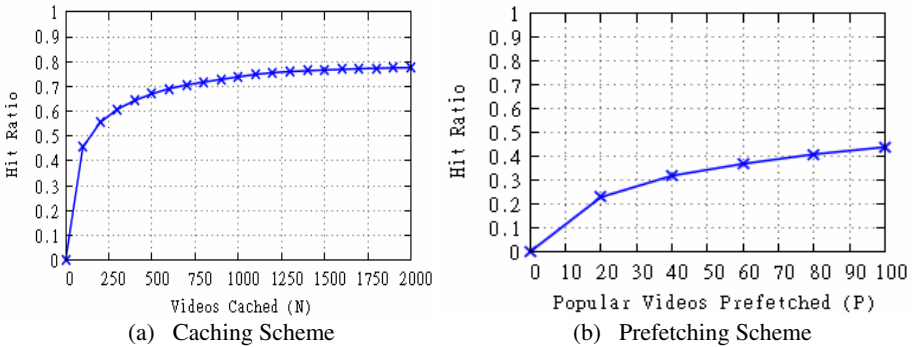 1
0.9
0.8
0.7
0.6
0.5
0.4
0.3
0.2
0.1
0
Hit Ratio
0 250 500 750 1000 1250 1500 1750 2000
Videos Cached (N)
(a) Caching Scheme
1
0.9
0.8
0.7
0.6
0.5
0.4
0.3
0.2
0.1
0
Hit Ratio
0 10 20 30 40 50 60 70 80 90 100
Popular Videos Prefetched (P)
(b) Prefetching Scheme